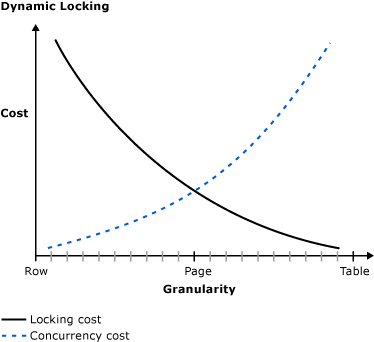 Dynamic Locking
Cost
Row Page Table
Granularity
Locking cost
Concurrency cost